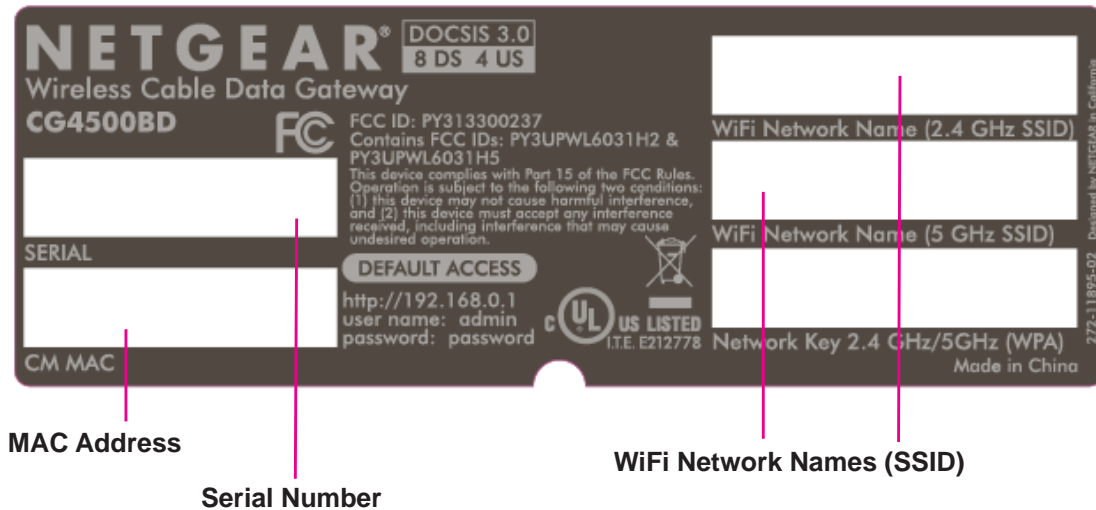 NETGEAR®
DOCSIS 3.0
8 DS 4 US
Wireless Cable Data Gateway
CG4500BD
FC
FCC ID: PY313300237
Contains FCC IDs: PY3UPWL6031H2 &
PY3UPWL6031H5
This device complies with Part 15 of the FCC Rules.
Operation is subject to the following two conditions:
(1) this device may not cause harmful interference,
and (2) this device must accept any interference
received, including interference that may cause
undesired operation.
SERIAL
DEFAULT ACCESS
http://192.168.0.1
user name: admin
password: password
CM MAC
C UL US LISTED
I.T.E. E212778
WiFi Network Name (2.4 GHz SSID)
WiFi Network Name (5 GHz SSID)
Network Key 2.4 GHz/5GHz (WPA)
Made in China
272-11895-02 Designed by NETGEAR in California
MAC Address
Serial Number
WiFi Network Names (SSID)